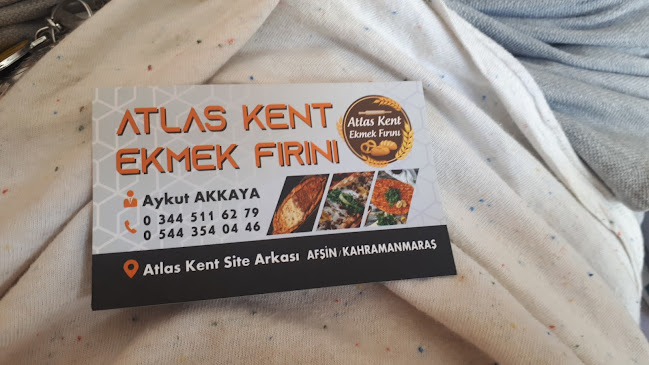 ATLAS KENT
EKMEK FIRINI
Atlas Kent
Ekmek Fırını
Aykut AKKAYA
0 344 511 62 79
0 544 354 04 46
Atlas Kent Site Arkası AFŞİN / KAHRAMANMARAŞ